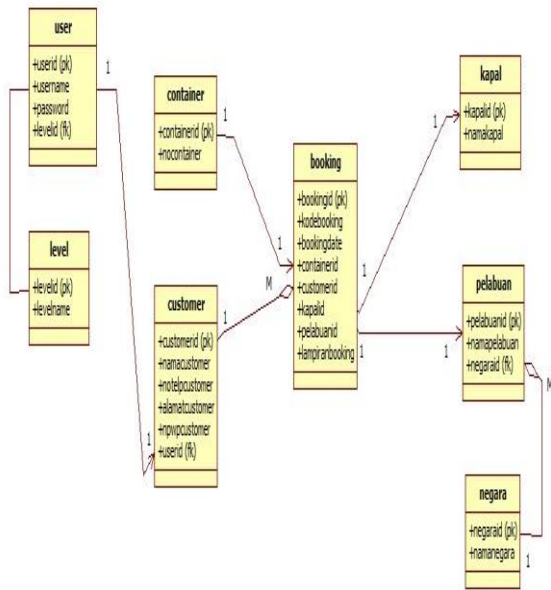 user
+userid (pk)
+username
+password
+levelid (fk)
1
level
+levelid (pk)
+levelname
container
+containerid (pk)
+nocontainer
1
1
customer
+customerid (pk)
+namacustomer
+notelpcustomer
+alamatcustomer
+npwpcustomer
+userid (fk)
1
1
M
booking
+bookingid (pk)
+kodebooking
+bookingdate
+containerid
+customerid
+kapalid
+pelabuanid
+lampiranbooking
1
1
kapal
+kapalid (pk)
+namakapal
1
pelabuan
+pelabuanid (pk)
+namapelabuan
+negaraid (fk)
1
M
negara
+negaraid (pk)
+namanegara
1